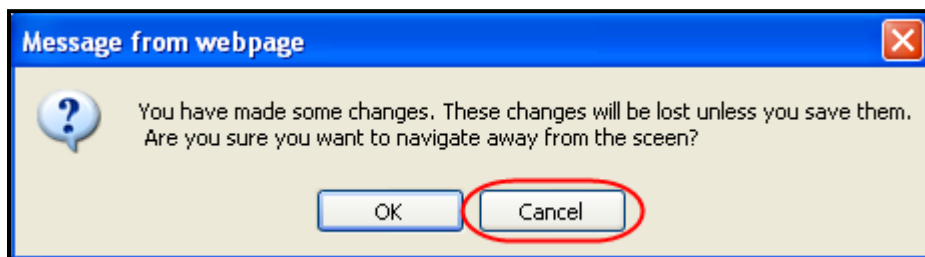 Message from webpage
?
You have made some changes. These changes will be lost unless you save them.
Are you sure you want to navigate away from the sceen?
OK Cancel